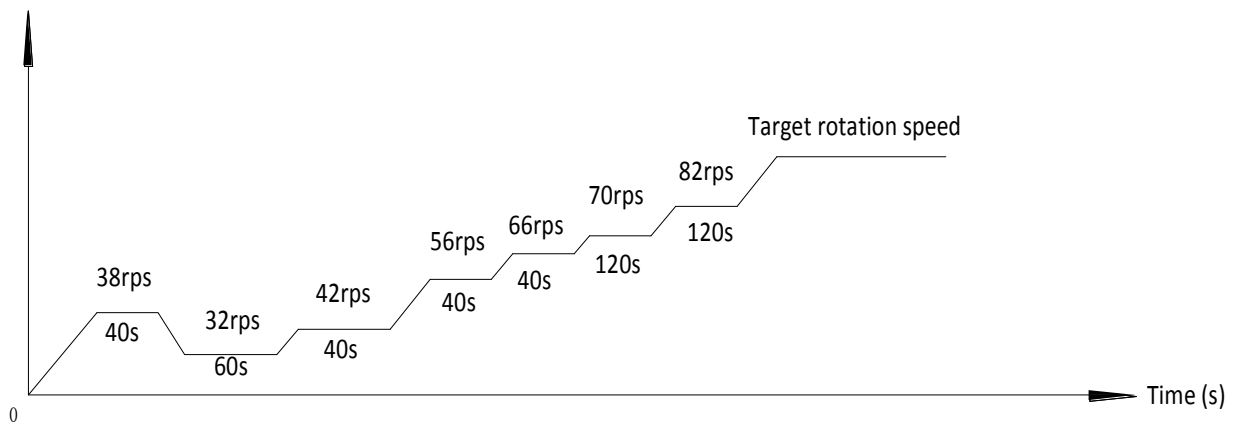 Target rotation speed
82rps
120s
70rps
120s
66rps
40s
56rps
40s
42rps
40s
38rps
40s
32rps
60s
Time (s)
0